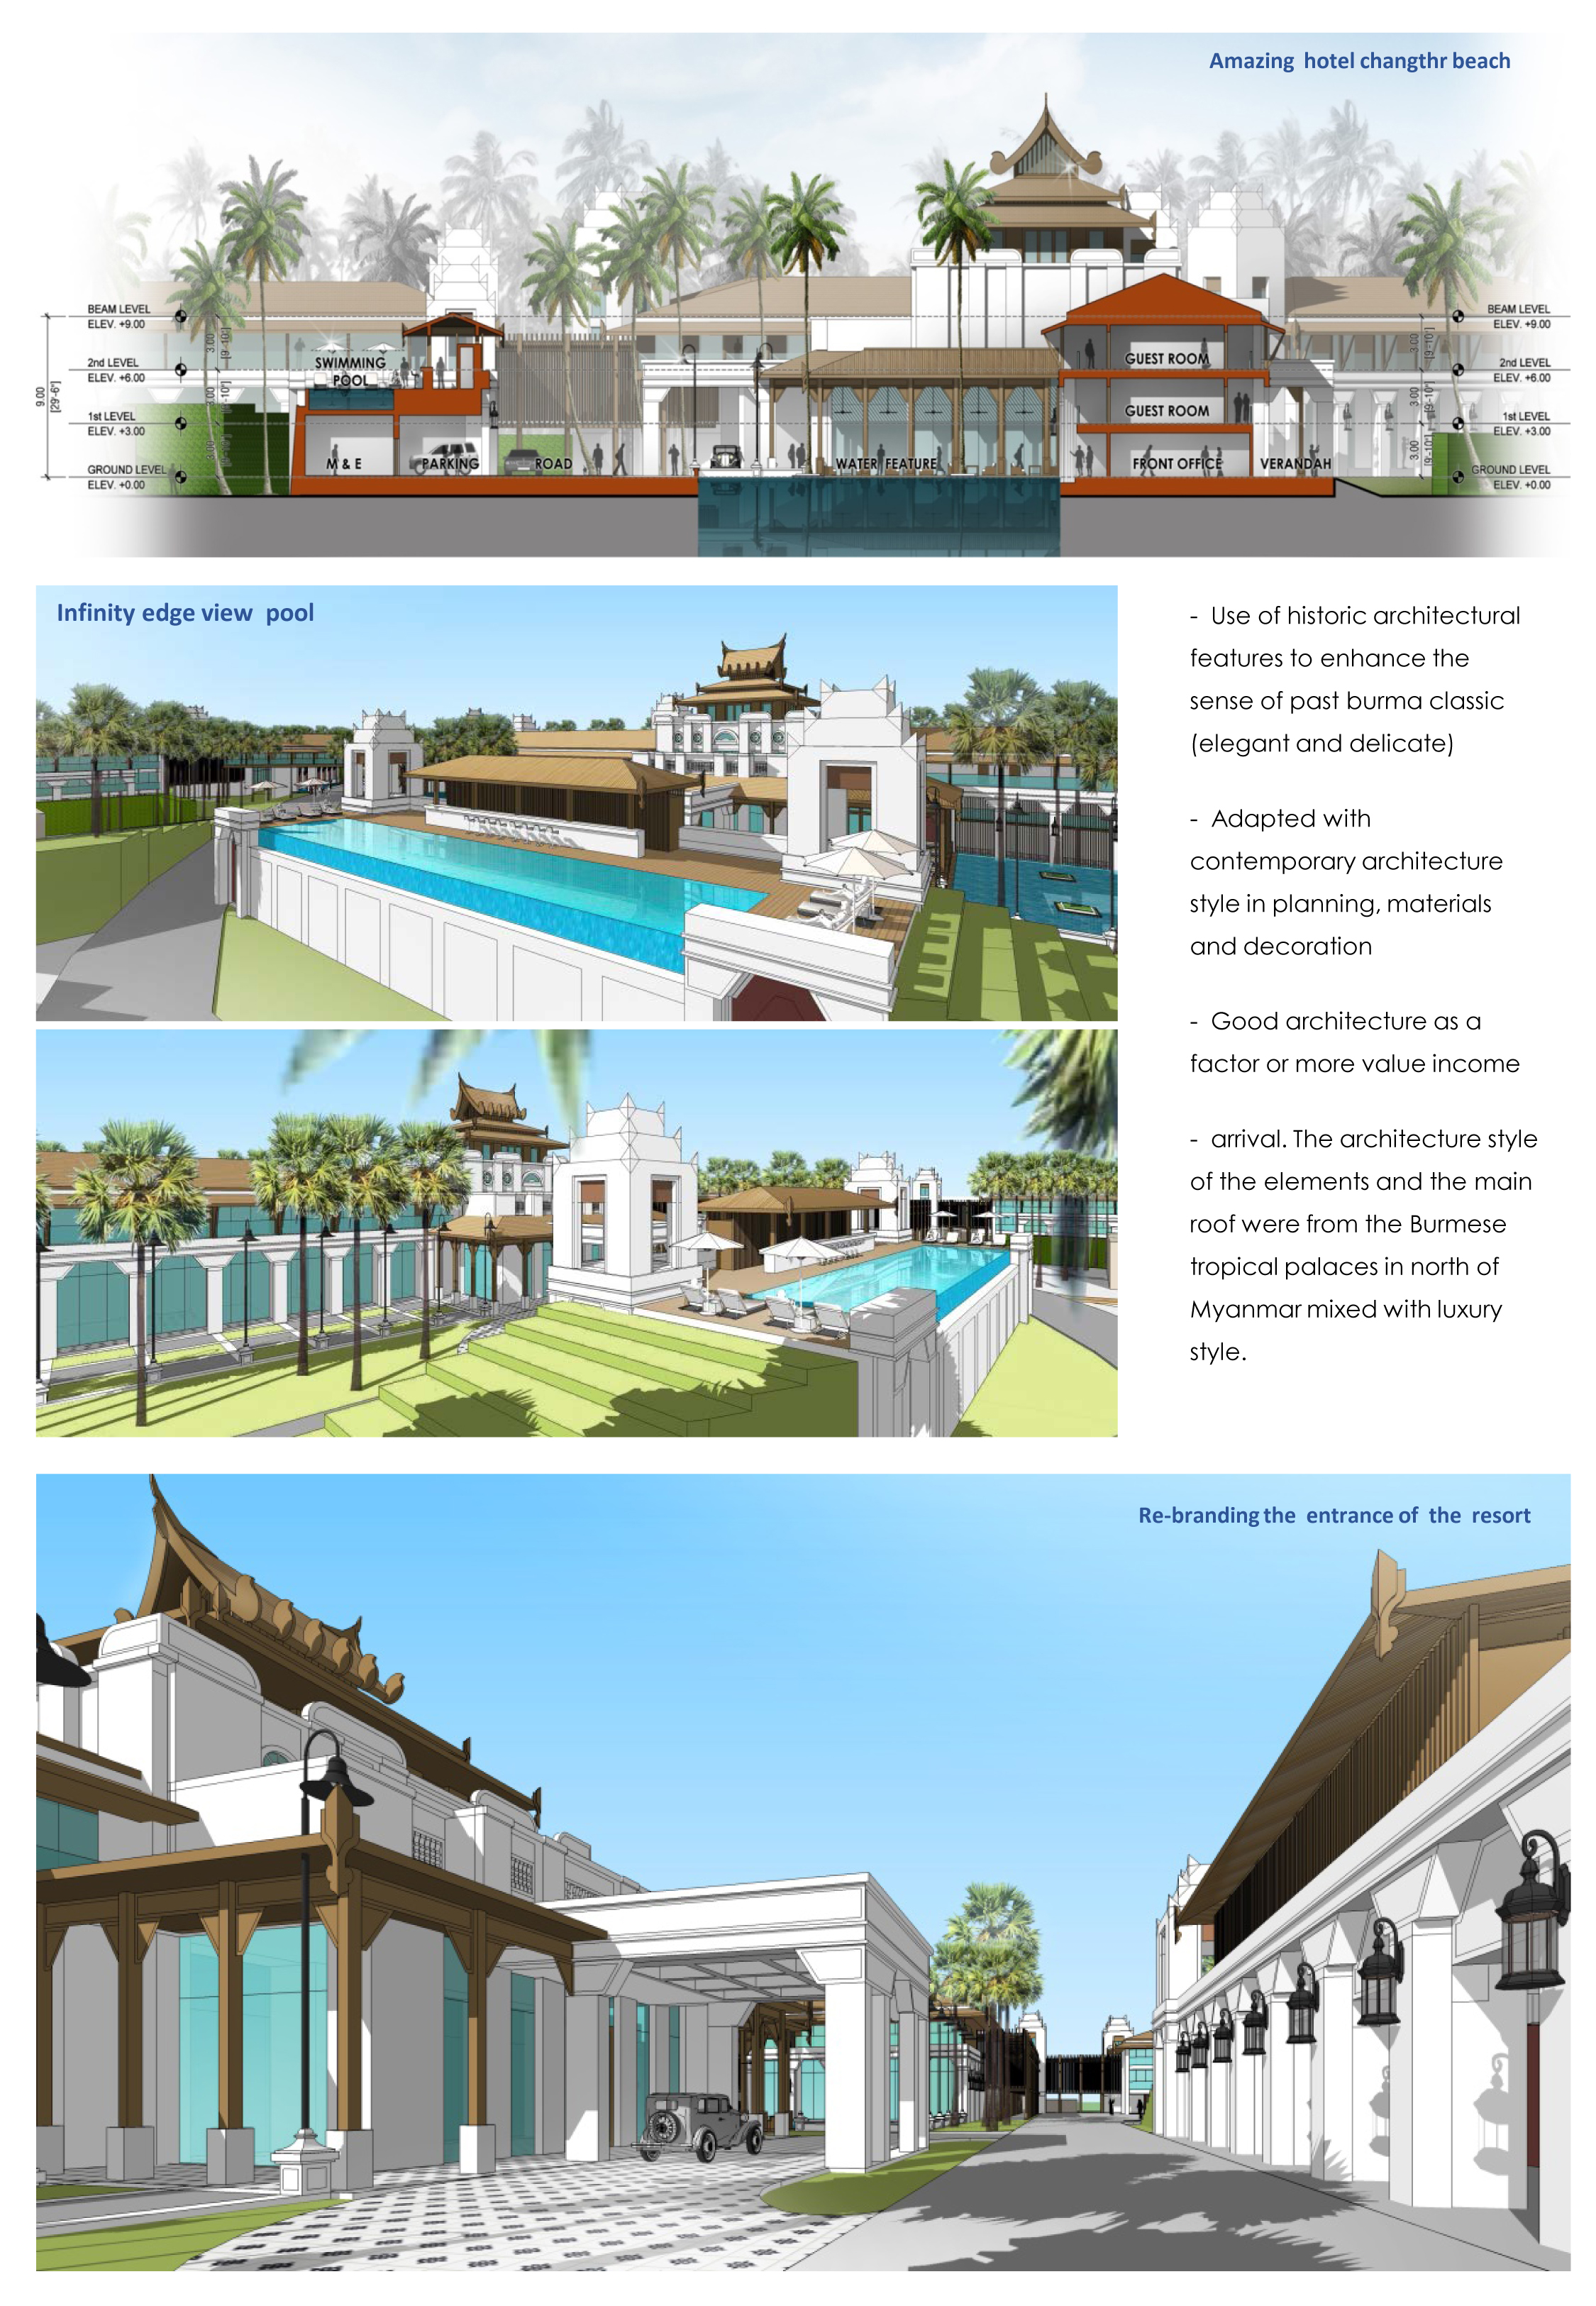 Amazing hotel changthr beach
BEAM LEVEL
ELEV. +9.00
2nd LEVEL
ELEV. +6.00
1st LEVEL
ELEV. +3.00
GROUND LEVEL
ELEV. +0.00
9.00
[29'-6"]
3.00
[9'-10"]
3.00
3.00
SWIMMING
POOL
M & E
PARKING
ROAD
WATER FEATURE
GUEST ROOM
GUEST ROOM
FRONT OFFICE
VERANDAH
3.00
[9'-10"]
3.00
[9'-10"]
3.00
[9'-10"]
BEAM LEVEL
ELEV. +9.00
2nd LEVEL
ELEV. +6.00
1st LEVEL
ELEV. +3.00
GROUND LEVEL
ELEV. +0.00
Infinity edge view pool
- Use of historic architectural
features to enhance the
sense of past burma classic
(elegant and delicate)
- Adapted with
contemporary architecture
style in planning, materials
and decoration
- Good architecture as a
factor or more value income
- arrival. The architecture style
of the elements and the main
roof were from the Burmese
tropical palaces in north of
Myanmar mixed with luxury
style.
Re-branding the entrance of the resort